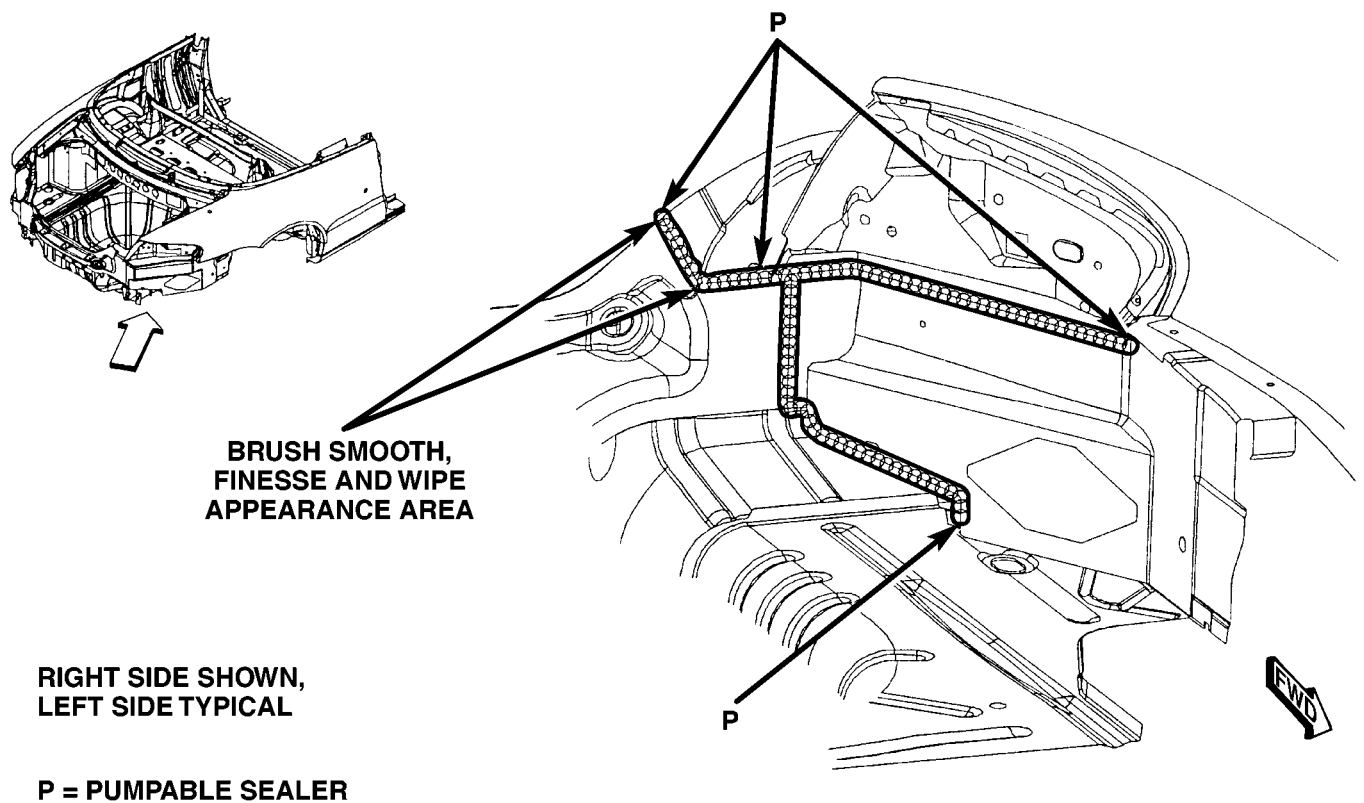 P
BRUSH SMOOTH,
FINESSE AND WIPE
APPEARANCE AREA
P
RIGHT SIDE SHOWN,
LEFT SIDE TYPICAL
FWD
P = PUMPABLE SEALER